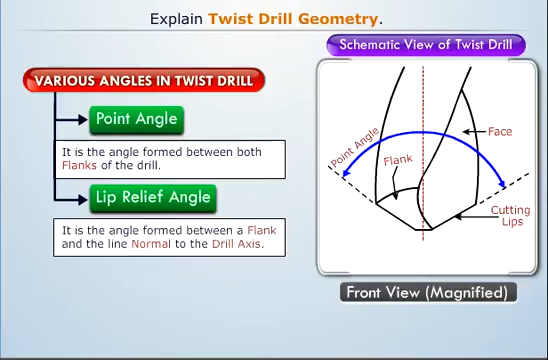 Explain Twist Drill Geometry.
Schematic View of Twist Drill
VARIOUS ANGLES IN TWIST DRILL
Point Angle
It is the angle formed between both
Flanks of the drill.
Lip Relief Angle
It is the angle formed between a Flank
and the line Normal to the Drill Axis.
Point Angle
Flank
Face
Cutting
Lips
Front View (Magnified)